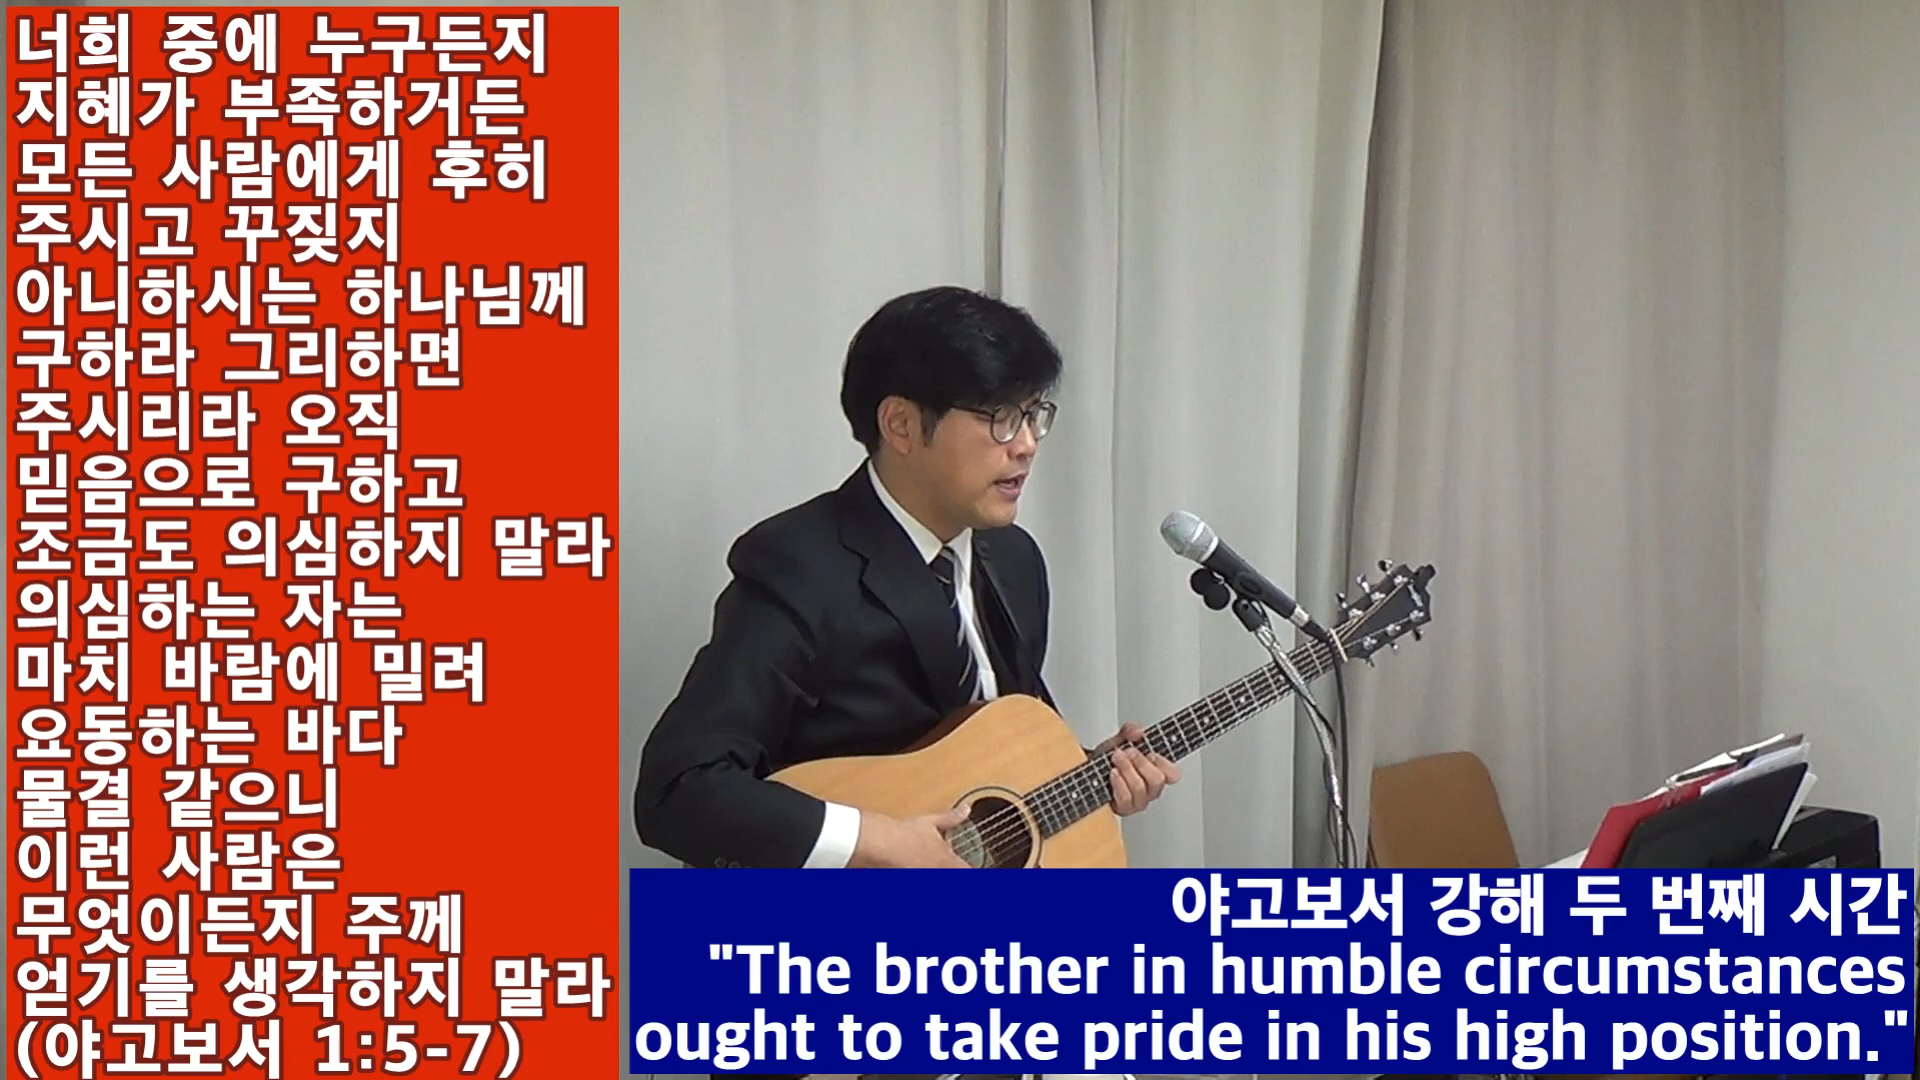 너희 중에 누구든지
지혜가 부족하거든
모든 사람에게 후히
주시고 꾸짖지
아니하시는 하나님께
구하라 그리하면
주시리라 오직
믿음으로 구하고
조금도 의심하지 말라
의심하는 자는
마치 바람에 밀려
요동하는 바다
물결 같으니
이런 사람은
무엇이든지 주께
얻기를 생각하지 말라
(야고보서 1:5-7)
야고보서 강해 두 번째 시간
"The brother in humble circumstances
ought to take pride in his high position."